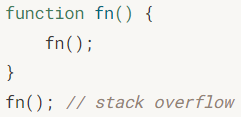 function fn() {
    fn();
}
fn(); // stack overflow